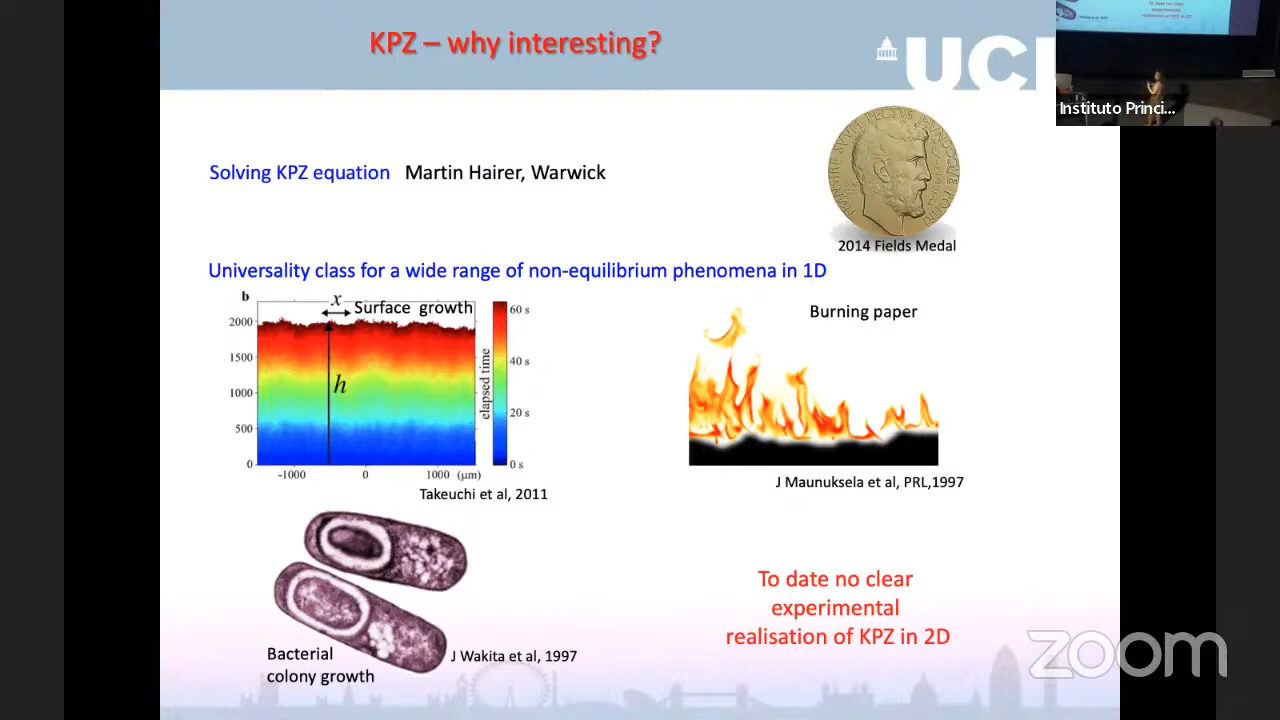 KPZ – why interesting?
UCL
Instituto Princi...
Solving KPZ equation Martin Hairer, Warwick
2014 Fields Medal
Universality class for a wide range of non-equilibrium phenomena in 1D
b
x
Surface growth
h
2000
1500
1000
500
0
-1000 0 1000 (μm)
60 s
40 s
20 s
0 s
elapsed time
Takeuchi et al, 2011
Burning paper
J Maunuksela et al, PRL,1997
Bacterial
colony growth
J Wakita et al, 1997
To date no clear
experimental
realisation of KPZ in 2D
zoom